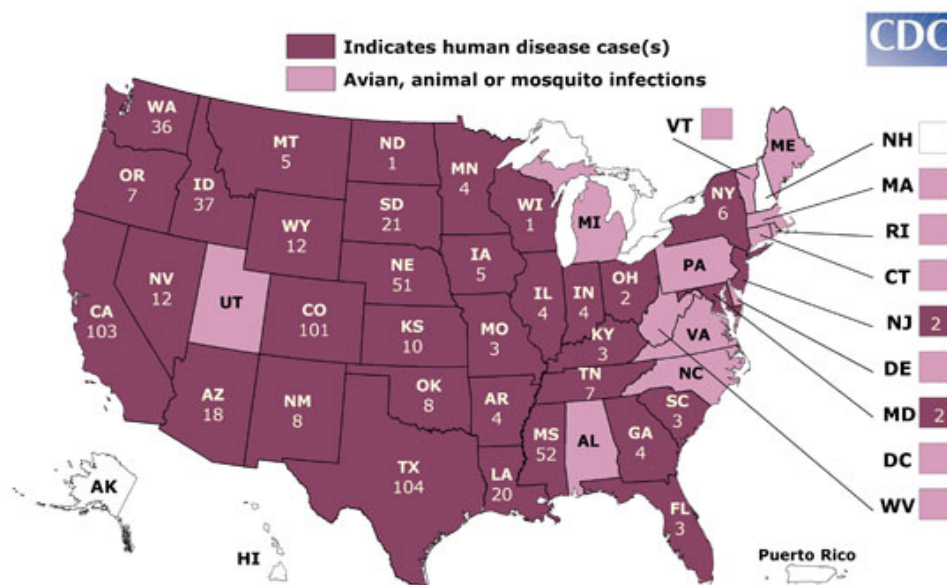 CDC
Indicates human disease case(s)
Avian, animal or mosquito infections
WA
36
MT
5
ND
1
MN
4
VT
ME
NH
OR
7
ID
37
WY
12
SD
21
WI
1
MI
NY
6
MA
RI
CT
NV
12
UT
CO
101
NE
51
IA
5
IL
4
IN
4
OH
2
PA
NJ
2
CA
103
KS
10
MO
3
KY
3
VA
DE
AZ
18
NM
8
OK
8
AR
4
TN
7
NC
SC
3
MD
2
DC
WV
TX
104
LA
20
MS
52
AL
GA
4
FL
3
AK
HI
Puerto Rico